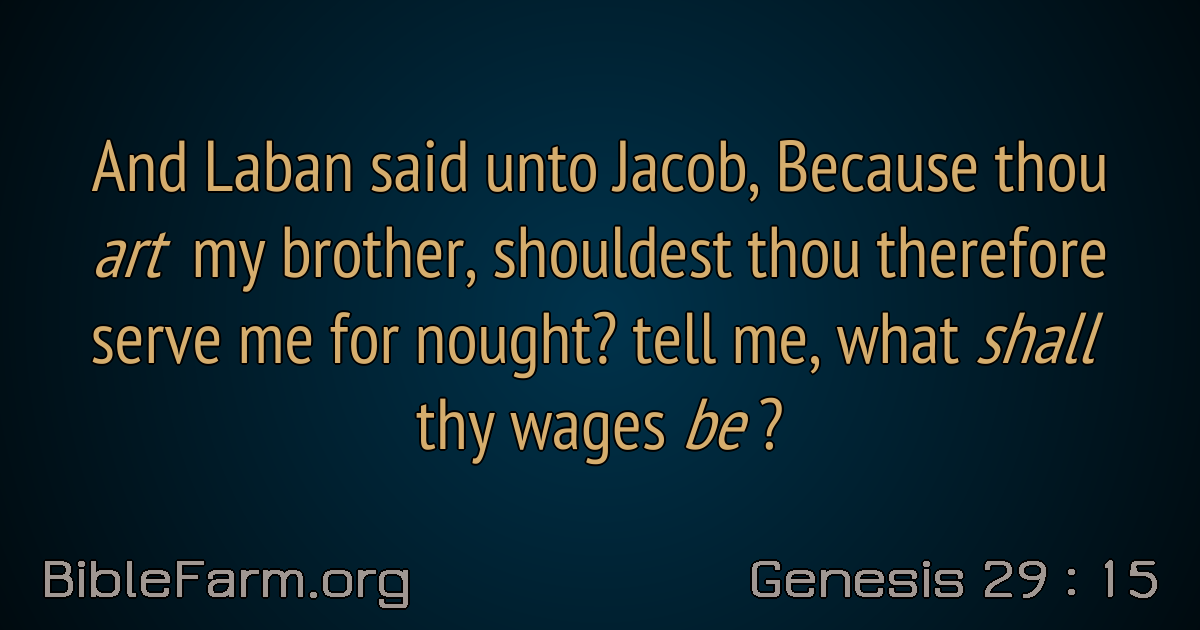 And Laban said unto Jacob, Because thou
art my brother, shouldest thou therefore
serve me for nought? tell me, what shall
thy wages be ?
BibleFarm.org
Genesis 29 : 15